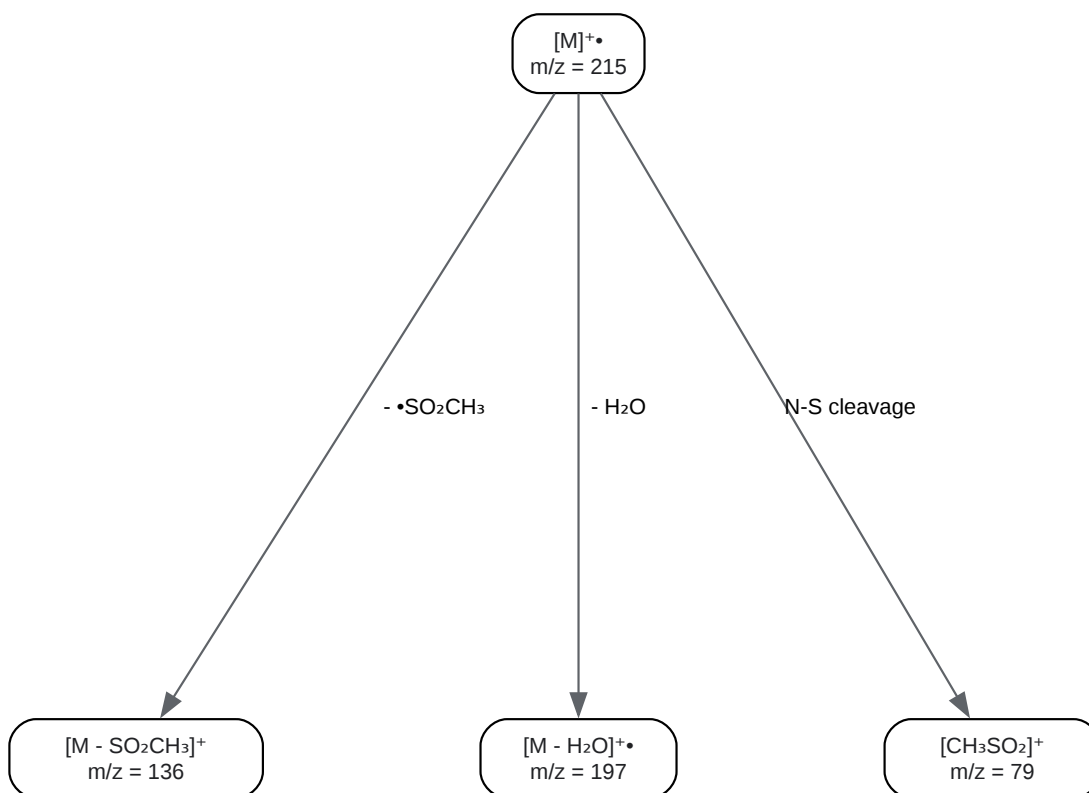 [M]⁺•
m/z = 215
- •SO₂CH₃
- H₂O
N-S cleavage
[M - SO₂CH₃]⁺
m/z = 136
[M - H₂O]⁺•
m/z = 197
[CH₃SO₂]⁺
m/z = 79